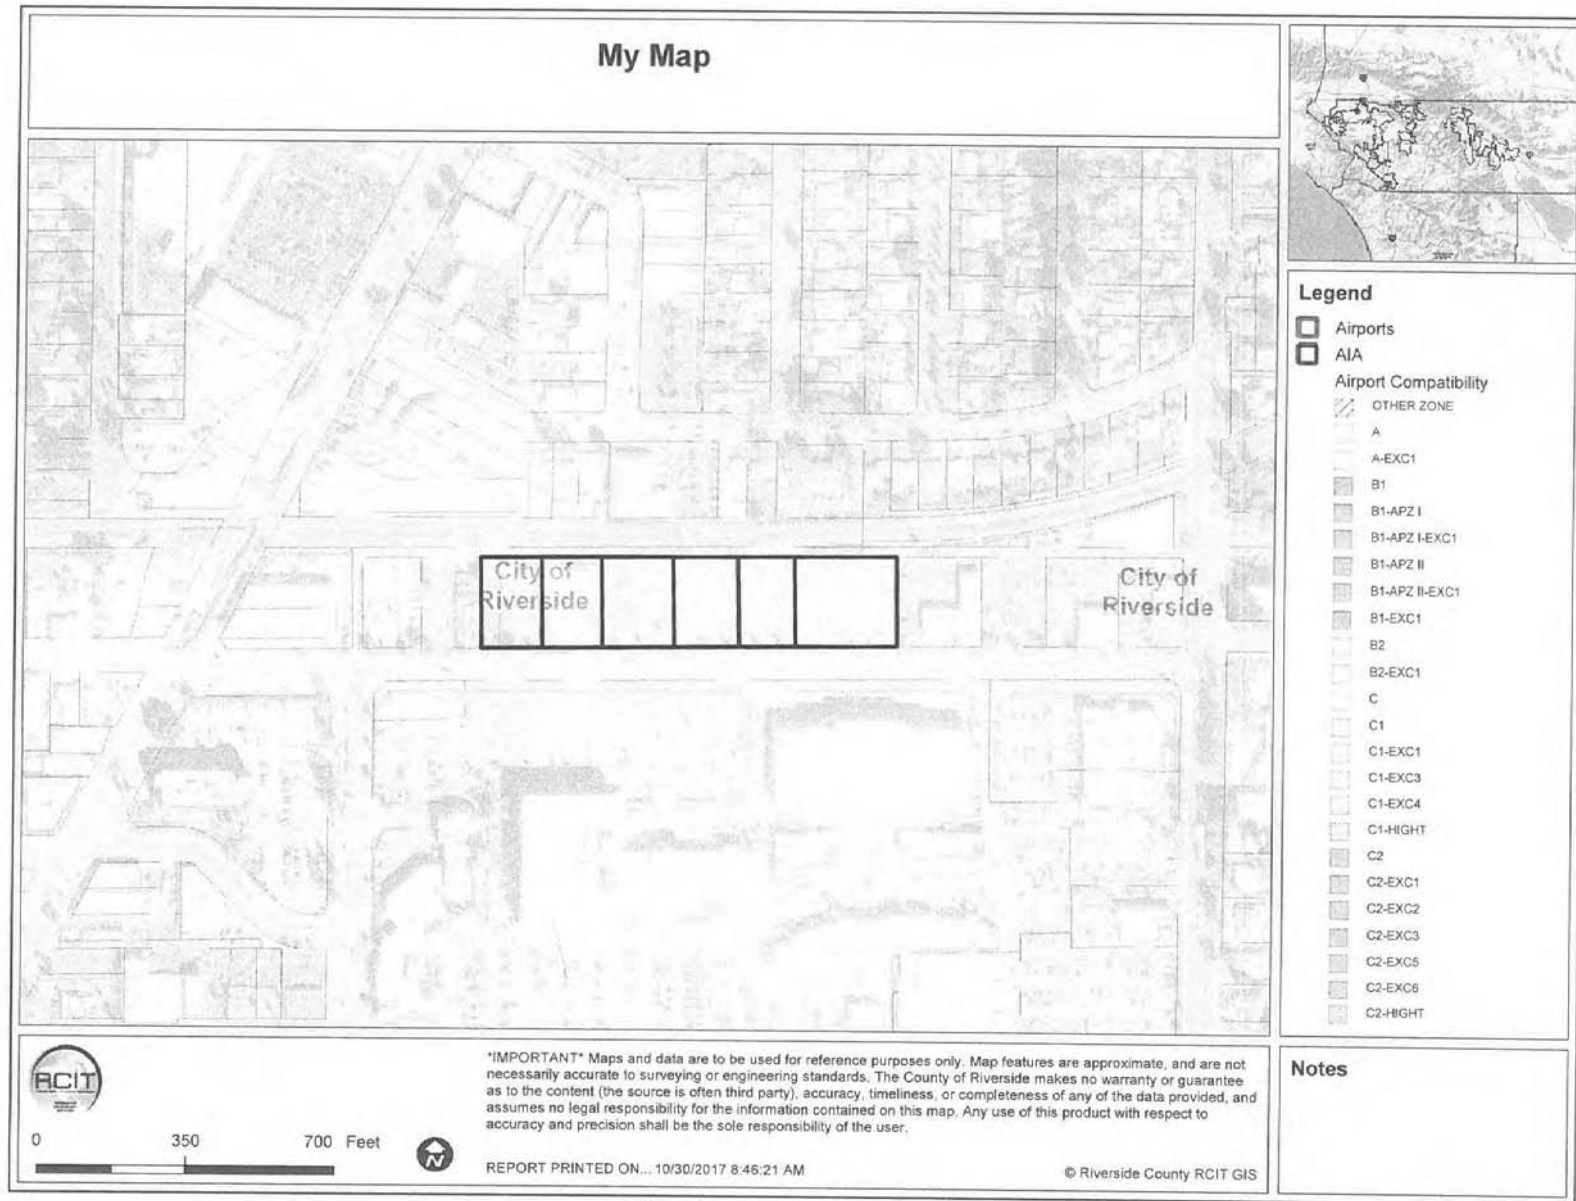 My Map
City of
Riverside
City of
Riverside
Legend
Airports
AIA
Airport Compatibility
OTHER ZONE
A
A-EXC1
B1
B1-APZ I
B1-APZ I-EXC1
B1-APZ II
B1-APZ II-EXC1
B1-EXC1
B2
B2-EXC1
C
C1
C1-EXC1
C1-EXC3
C1-EXC4
C1-HIGHT
C2
C2-EXC1
C2-EXC2
C2-EXC3
C2-EXC5
C2-EXC6
C2-HIGHT
RCIT
0 350 700 Feet
N
*IMPORTANT* Maps and data are to be used for reference purposes only. Map features are approximate, and are not
necessarily accurate to surveying or engineering standards. The County of Riverside makes no warranty or guarantee
as to the content (the source is often third party), accuracy, timeliness, or completeness of any of the data provided, and
assumes no legal responsibility for the information contained on this map. Any use of this product with respect to
accuracy and precision shall be the sole responsibility of the user.
REPORT PRINTED ON... 10/30/2017 8:46:21 AM
© Riverside County RCIT GIS
Notes